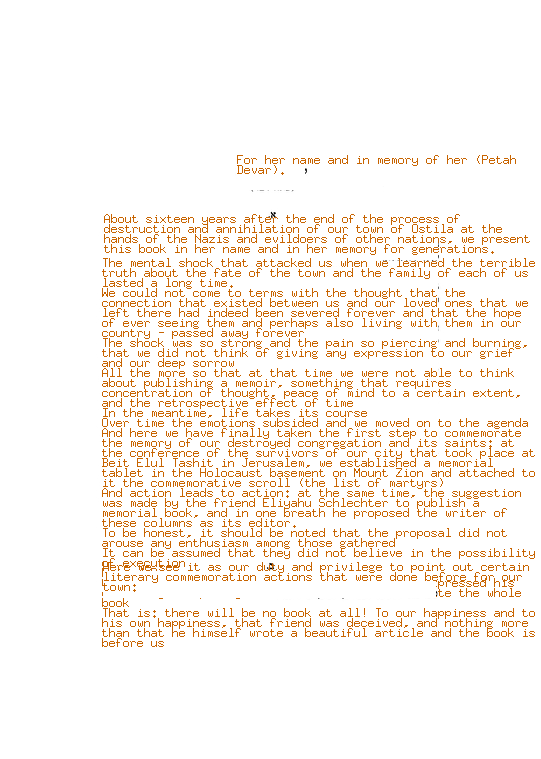 For her name and in memory of her (Petah
Devar). ,
א
About sixteen years after the end of the process of
destruction and annihilation of our town of Ostila at the
hands of the Nazis and evildoers of other nations, we present
this book in her name and in her memory for generations.
The mental shock that attacked us when we learned the terrible
truth about the fate of the town and the family of each of us
lasted a long time.
We could not come to terms with the thought that the
connection that existed between us and our loved ones that we
left there had indeed been severed forever and that the hope
of ever seeing them and perhaps also living with them in our
country - passed away forever
The shock was so strong and the pain so piercing and burning,
that we did not think of giving any expression to our grief
and our deep sorrow
All the more so that at that time we were not able to think
about publishing a memoir, something that requires
concentration of thought, peace of mind to a certain extent,
and the retrospective effect of time
In the meantime, life takes its course
Over time the emotions subsided and we moved on to the agenda
And here we have finally taken the first step to commemorate
the memory of our destroyed congregation and its saints: at
the conference of the survivors of our city that took place at
Beit Elul Tashit in Jerusalem, we established a memorial
tablet in the Holocaust basement on Mount Zion and attached to
it the commemorative scroll (the list of martyrs)
And action leads to action: at the same time, the suggestion
was made by the friend Eliyahu Schlechter to publish a
memorial book, and in one breath he proposed the writer of
these columns as its editor.
To be honest, it should be noted that the proposal did not
arouse any enthusiasm among those gathered
It can be assumed that they did not believe in the possibility
of execution
ב
Here we see it as our duty and privilege to point out certain
literary commemoration actions that were done before for our
pressed his
town:
te the whole
book
That is: there will be no book at all! To our happiness and to
his own happiness, that friend was deceived, and nothing more
than that he himself wrote a beautiful article and the book is
before us